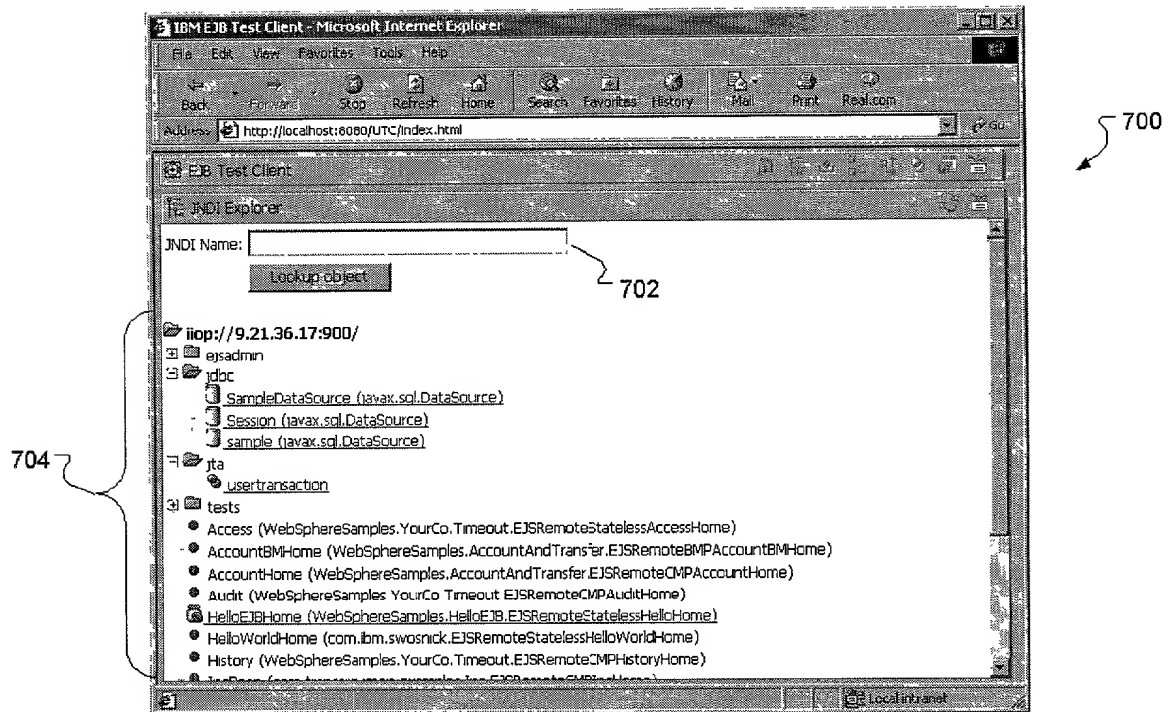 IBM EJB Test Client - Microsoft Internet Explorer
File Edit View Favorites Tools Help
Back Forward Stop Refresh Home Search Favorites History Mail Print Real.com
Address http://localhost:8080/UTC/index.html Go
700
EJB Test Client
JNDI Explorer
JNDI Name:
Lookup object
702
iiop://9.21.36.17:900/
ejsadmin
jdbc
SampleDataSource (javax.sql.DataSource)
Session (javax.sql.DataSource)
sample (javax.sql.DataSource)
704
jta
usertransaction
tests
Access (WebSphereSamples.YourCo.Timeout.EJSRemoteStatelessAccessHome)
AccountBMHome (WebSphereSamples.AccountAndTransfer.EJSRemoteBMPAccountBMHome)
AccountHome (WebSphereSamples.AccountAndTransfer.EJSRemoteCMPAccountHome)
Audit (WebSphereSamples YourCo Timeout EJSRemoteCMPAuditHome)
HelloEJBHome (WebSphereSamples.HelloEJB.EJSRemoteStatelessHelloHome)
HelloWorldHome (com.ibm.swosnick.EJSRemoteStatelessHelloWorldHome)
History (WebSphereSamples.YourCo.Timeout.EJSRemoteCMPHistoryHome)
Local intranet